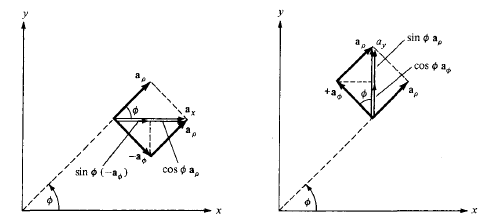 y
a_ρ
ϕ
a_x
a_ρ
-a_ϕ
sin ϕ (-a_ϕ)
cos ϕ a_ρ
ϕ
x
y
a_ρ
a_y
sin ϕ a_ρ
cos ϕ a_ϕ
+a_ϕ
ϕ
a_ρ
ϕ
x